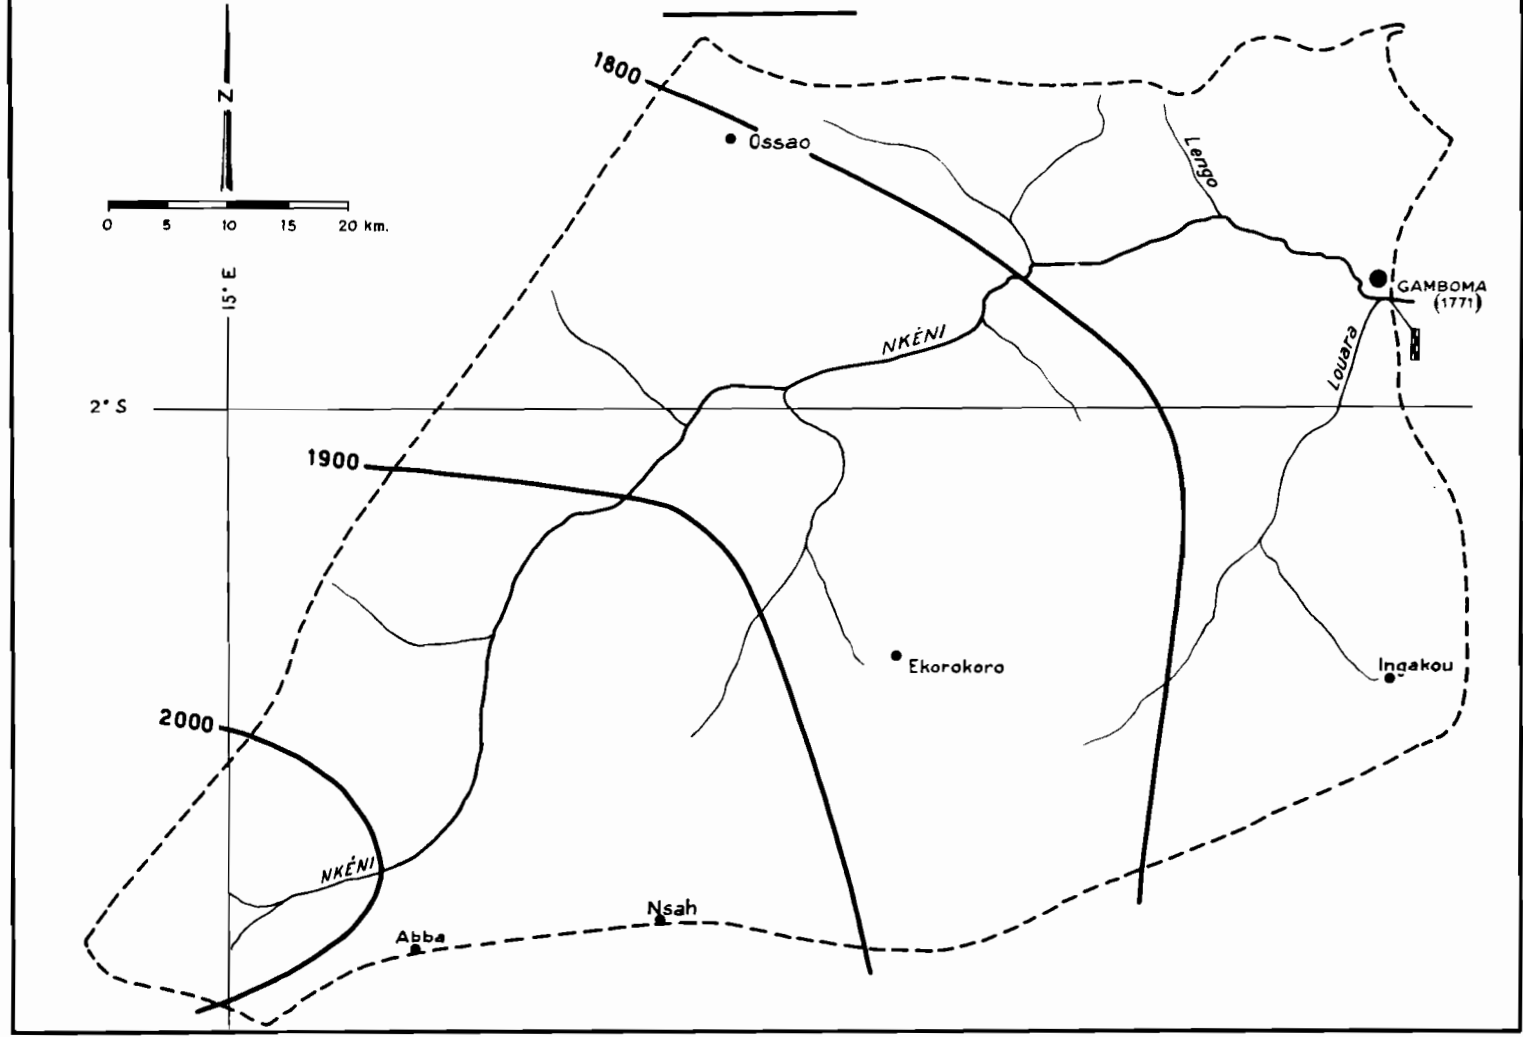 1800
Ossao
Lengo
N
0 5 10 15 20 km.
15° E
GAMBOMA
(1771)
NKÉNI
Louara
2° S
1900
Ekorokoro
Ingakou
2000
NKÉNI
Nsah
Abba